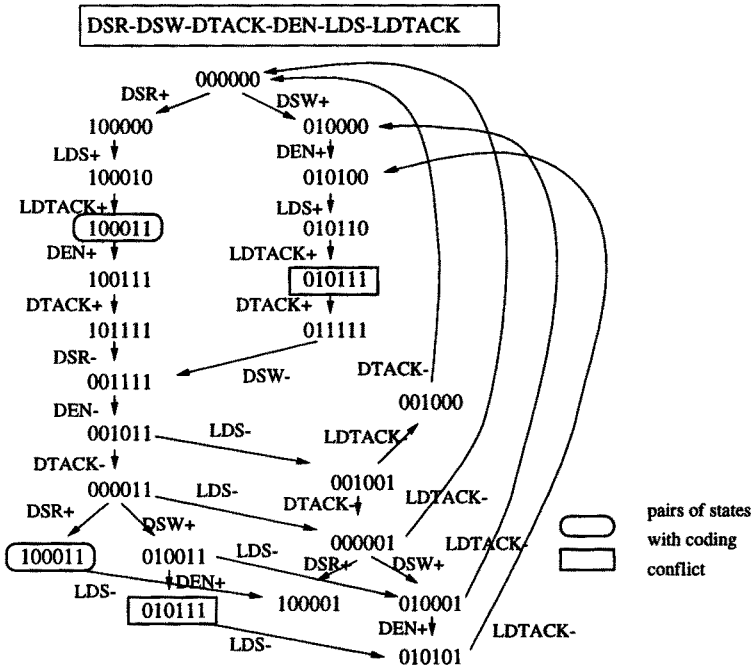 DSR-DSW-DTACK-DEN-LDS-LDTACK
000000
DSR+ DSW+
100000 010000
LDS+ DEN+
100010 010100
LDTACK+ LDS+
100011 010110
DEN+ LDTACK+
100111 010111
DTACK+ DTACK+
101111 011111
DSR-
001111 DSW- DTACK-
DEN- 001000
001011 LDS- LDTACK-
DTACK- 001001
000011 LDS- DTACK- LDTACK-
DSR+ DSW+ 000001 LDTACK-
100011 010011 LDS- DSR+ DSW+
LDS- DEN+ 100001 010001
010111 DEN+
LDS- 010101 LDTACK-
pairs of states
with coding
conflict